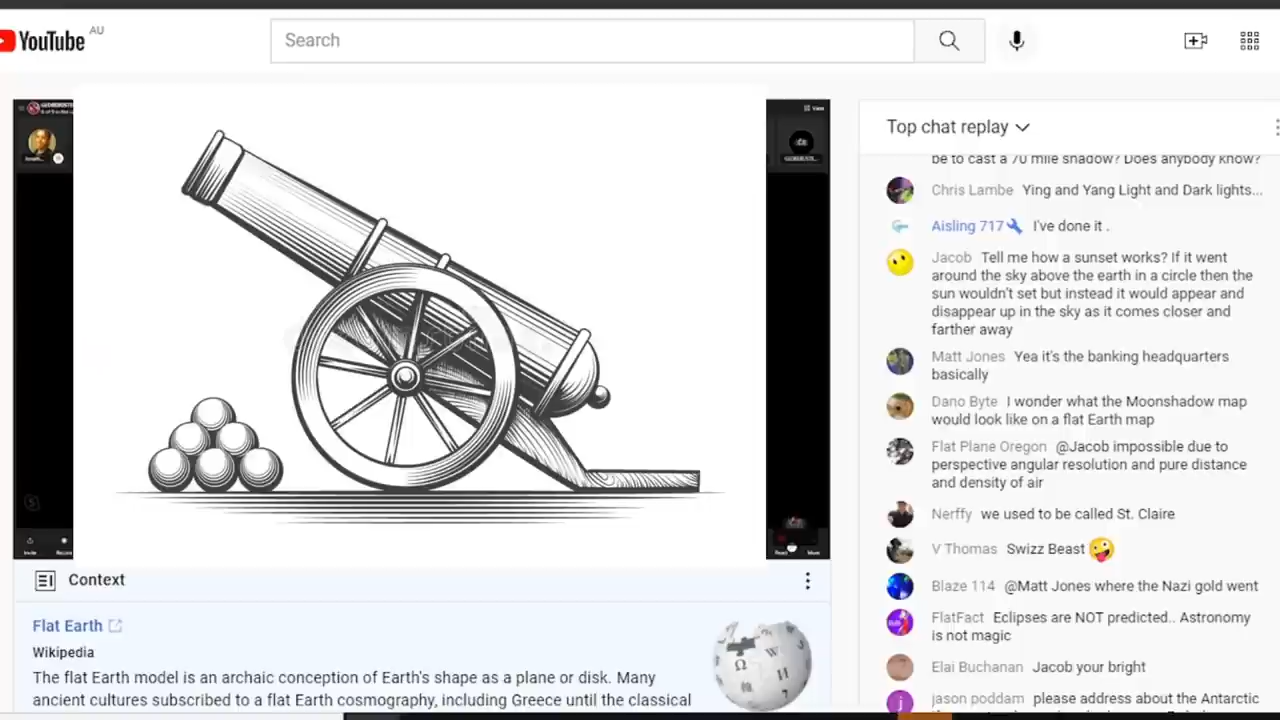 YouTube AU
Search
View
Top chat replay
be to cast a 70 mile shadow? Does anybody know?
Chris Lambe Ying and Yang Light and Dark lights...
Aisling 717 I've done it .
Jacob Tell me how a sunset works? If it went
around the sky above the earth in a circle then the
sun wouldn't set but instead it would appear and
disappear up in the sky as it comes closer and
farther away
Matt Jones Yea it's the banking headquarters
basically
Dano Byte I wonder what the Moonshadow map
would look like on a flat Earth map
Flat Plane Oregon @Jacob impossible due to
perspective angular resolution and pure distance
and density of air
Nerffy we used to be called St. Claire
V Thomas Swizz Beast
Blaze 114 @Matt Jones where the Nazi gold went
FlatFact Eclipses are NOT predicted.. Astronomy
is not magic
Elai Buchanan Jacob your bright
jason poddam please address about the Antarctic
Context
Flat Earth
Wikipedia
The flat Earth model is an archaic conception of Earth's shape as a plane or disk. Many
ancient cultures subscribed to a flat Earth cosmography, including Greece until the classical